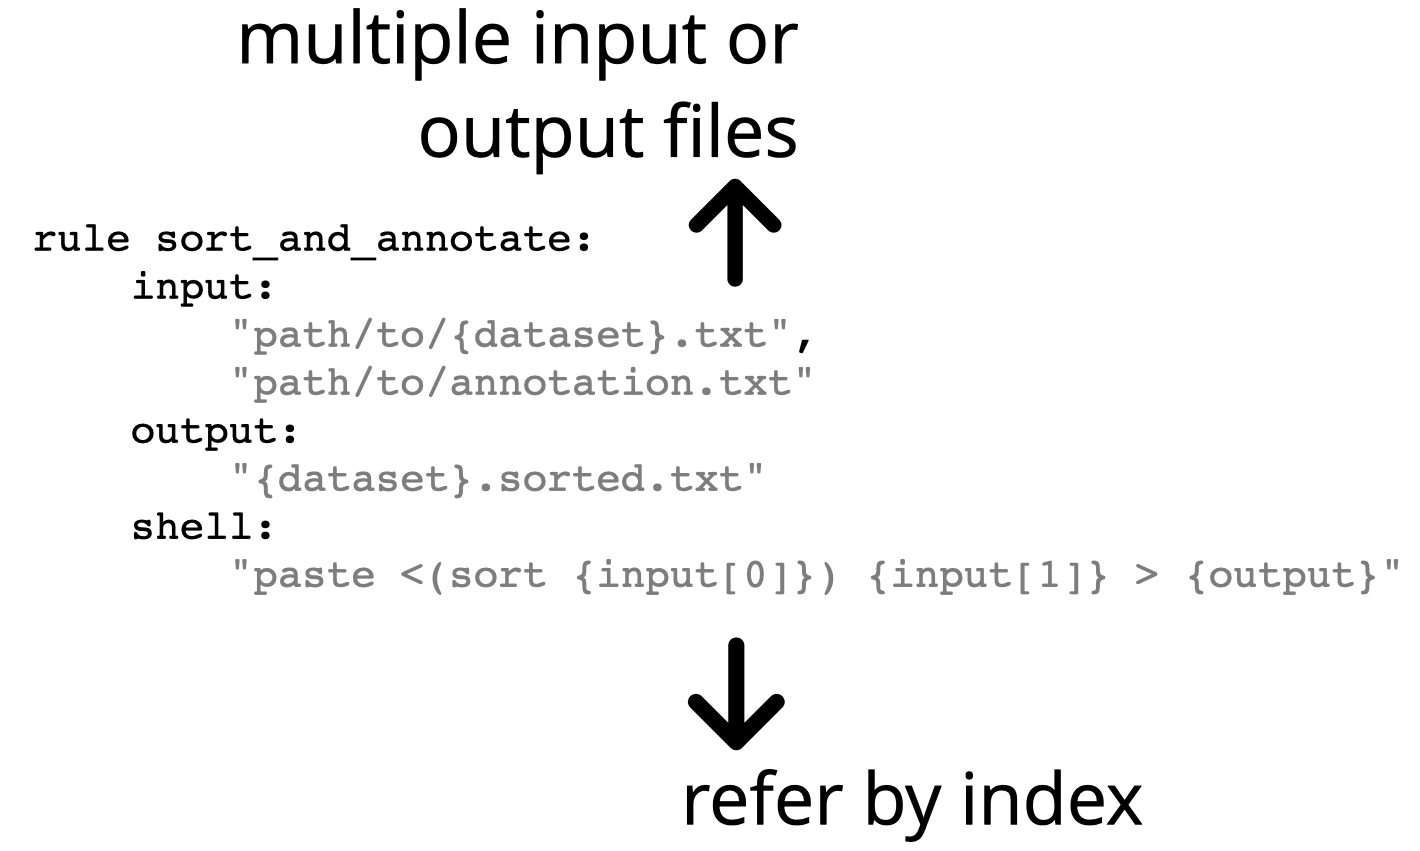 multiple input or
output files
rule sort_and_annotate:
    input:
        "path/to/{dataset}.txt",
        "path/to/annotation.txt"
    output:
        "{dataset}.sorted.txt"
    shell:
        "paste <(sort {input[0]}) {input[1]} > {output}"
refer by index